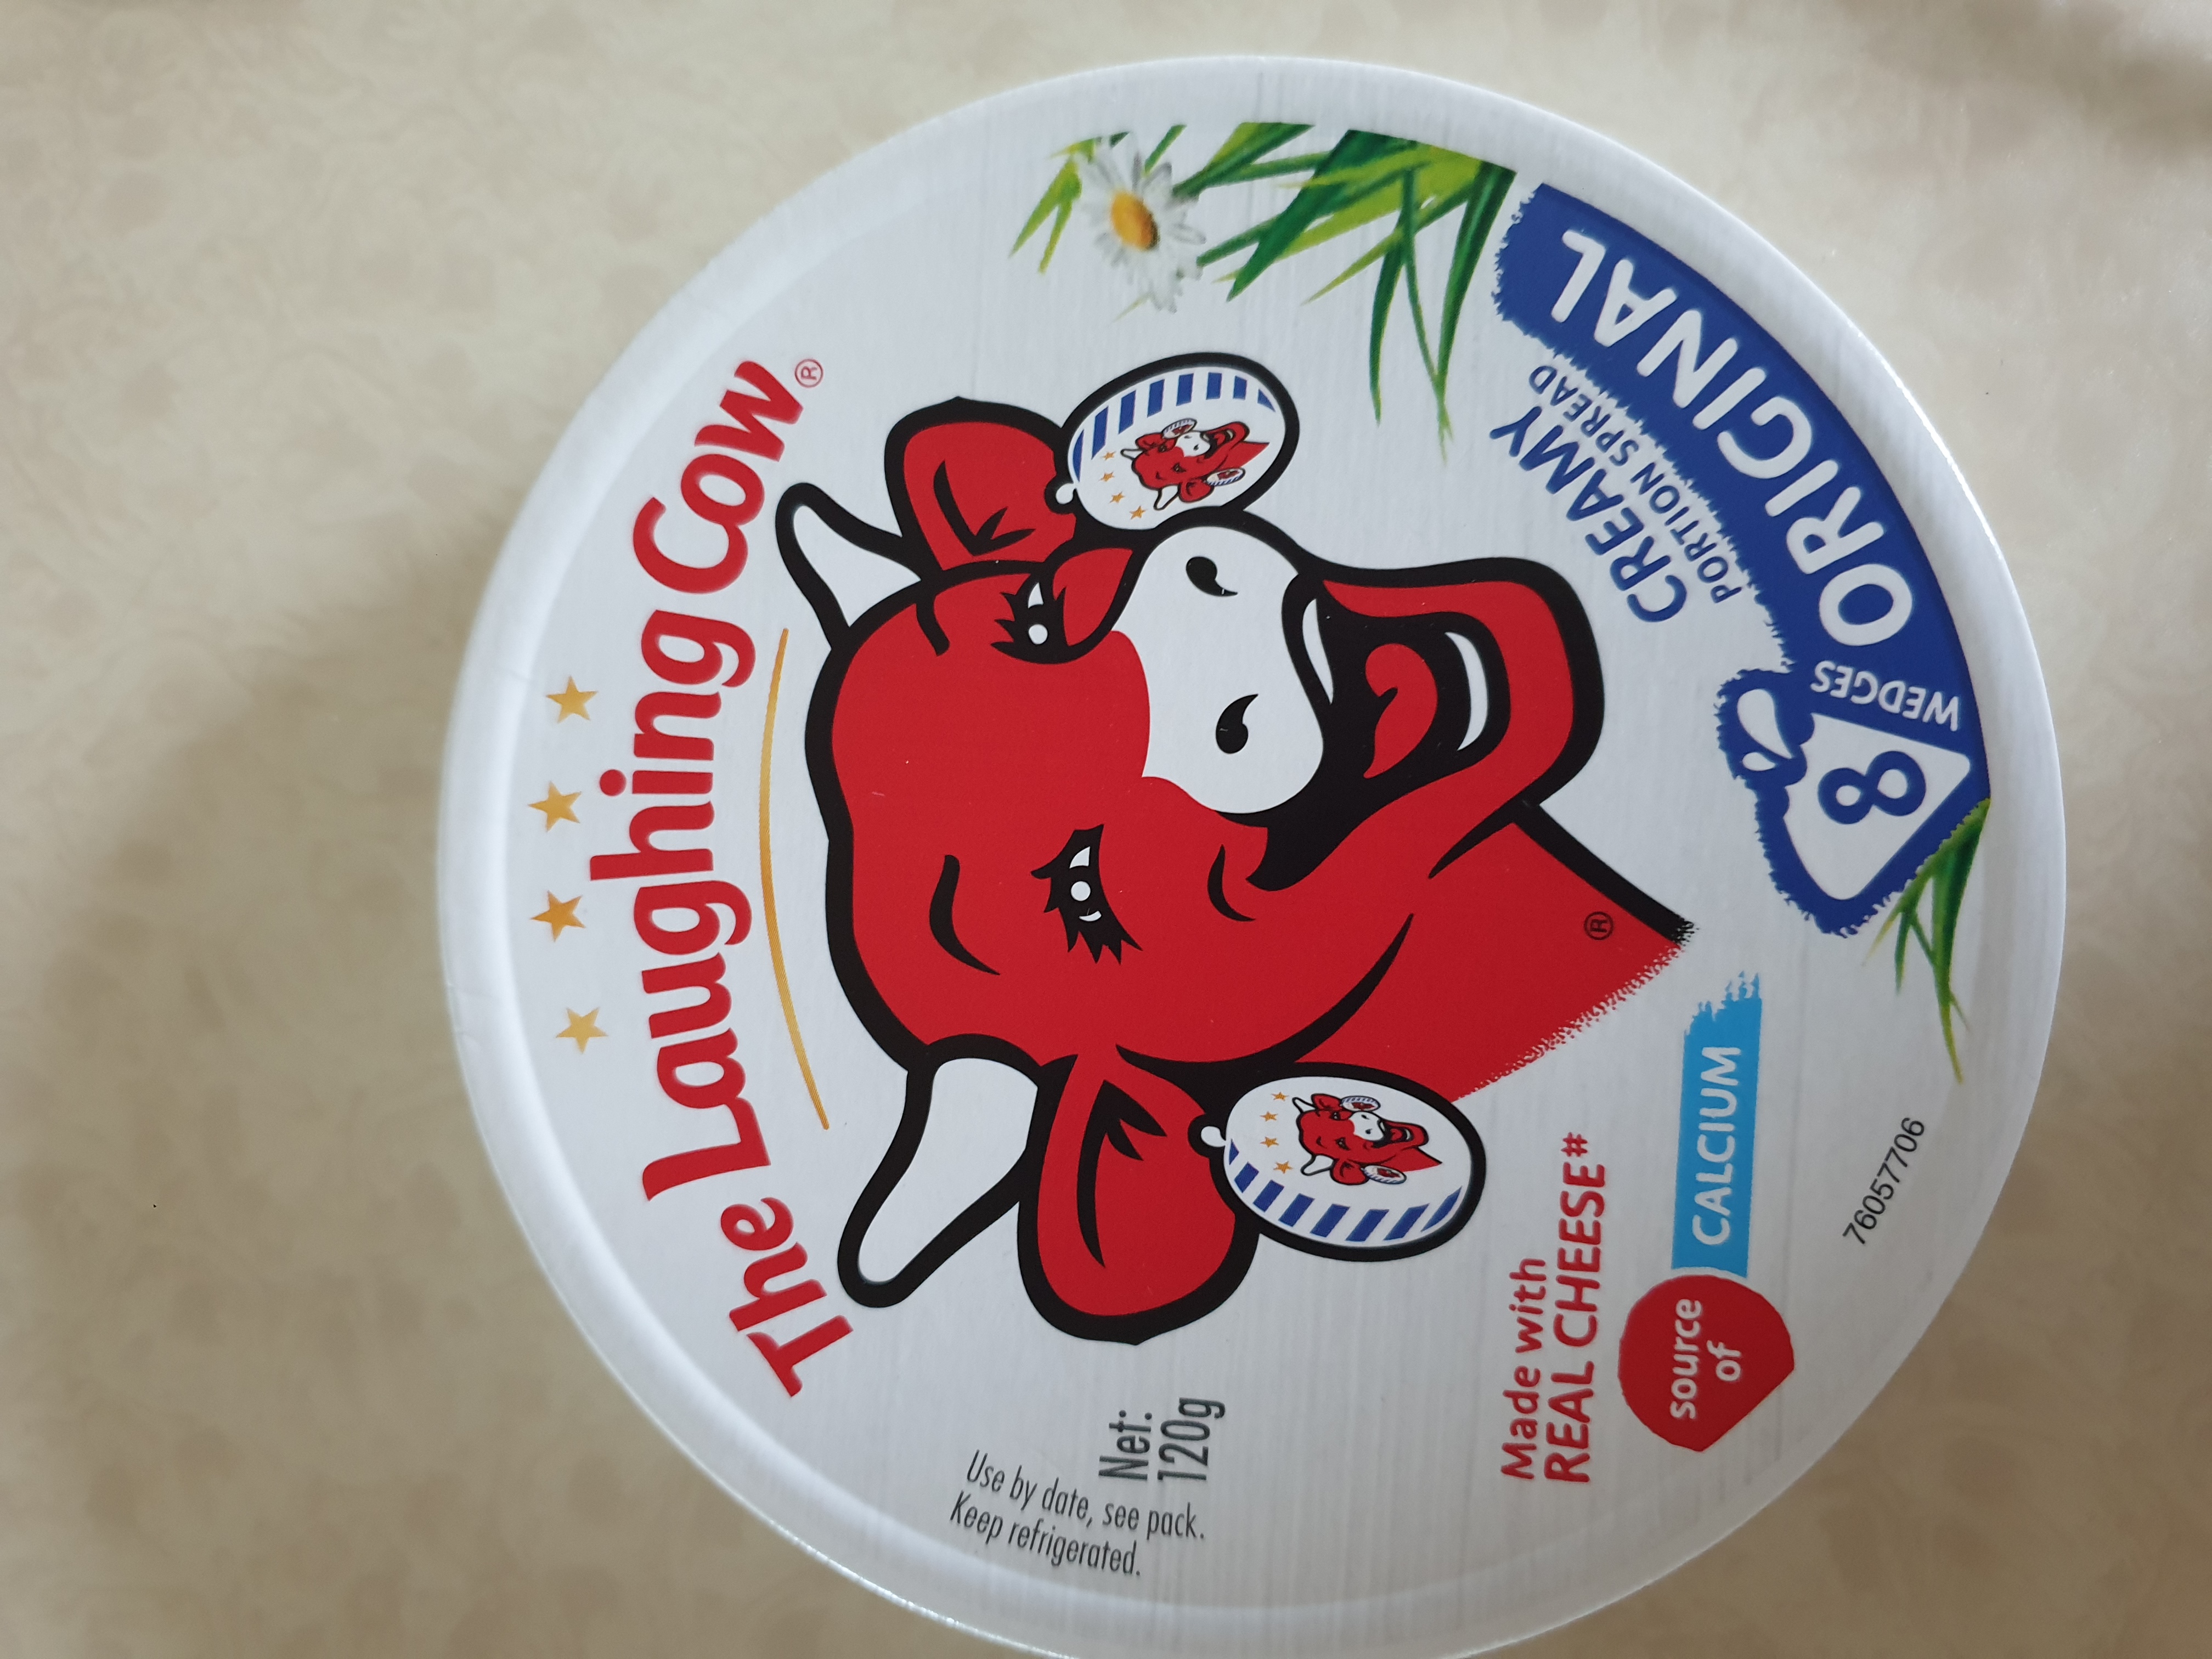 The Laughing Cow®
Use by date, see pack.
Keep refrigerated.
Net:
120g
®
Made with
REAL CHEESE#
source
of
CALCIUM
76057706
CREAMY
PORTION SPREAD
8
WEDGES
ORIGINAL